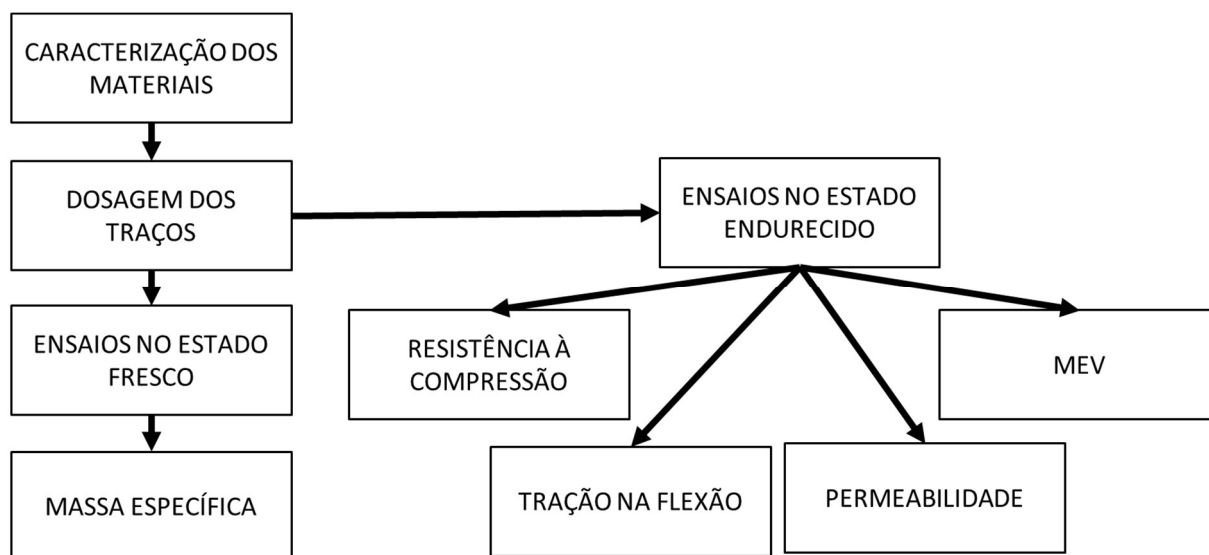 CARACTERIZAÇÃO DOS
MATERIAIS
DOSAGEM DOS
TRAÇOS
ENSAIOS NO ESTADO
FRESCO
MASSA ESPECÍFICA
ENSAIOS NO ESTADO
ENDURECIDO
RESISTÊNCIA À
COMPRESSÃO
TRAÇÃO NA FLEXÃO
PERMEABILIDADE
MEV